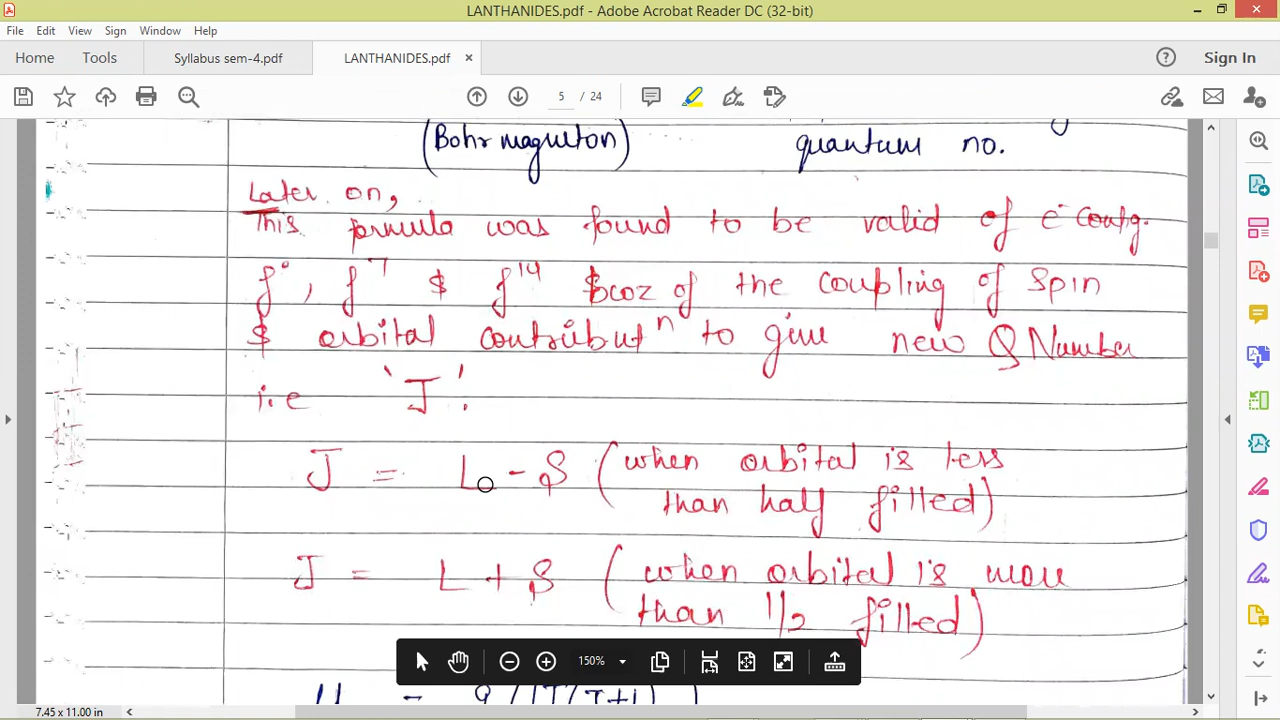 LANTHANIDES.pdf - Adobe Acrobat Reader DC (32-bit)
File Edit View Sign Window Help
Home Tools Syllabus sem-4.pdf LANTHANIDES.pdf × Sign In
5 / 24
(Bohr magneton) quantum no.
Later on,
This formula was found to be valid of e⁻ Config.
f⁰, f⁷ $ f¹⁴ $ bcoz of the coupling of spin
$ orbital contributⁿ to give new Q Number
i.e 'J'.
J = L - S (when orbital is less
than half filled)
J = L + S (when orbital is more
than 1/2 filled)
150%
7.45 x 11.00 in